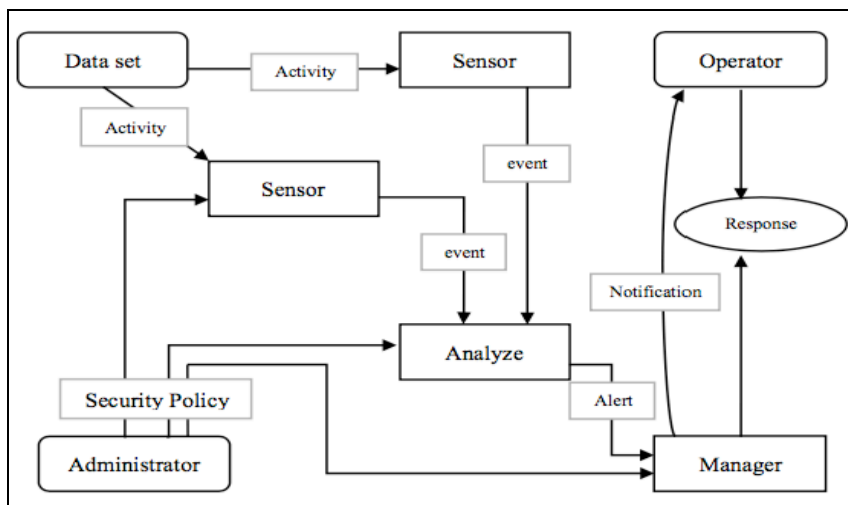 Data set
Activity
Sensor
Operator
Activity
event
Sensor
Response
event
Notification
Analyze
Security Policy
Alert
Administrator
Manager